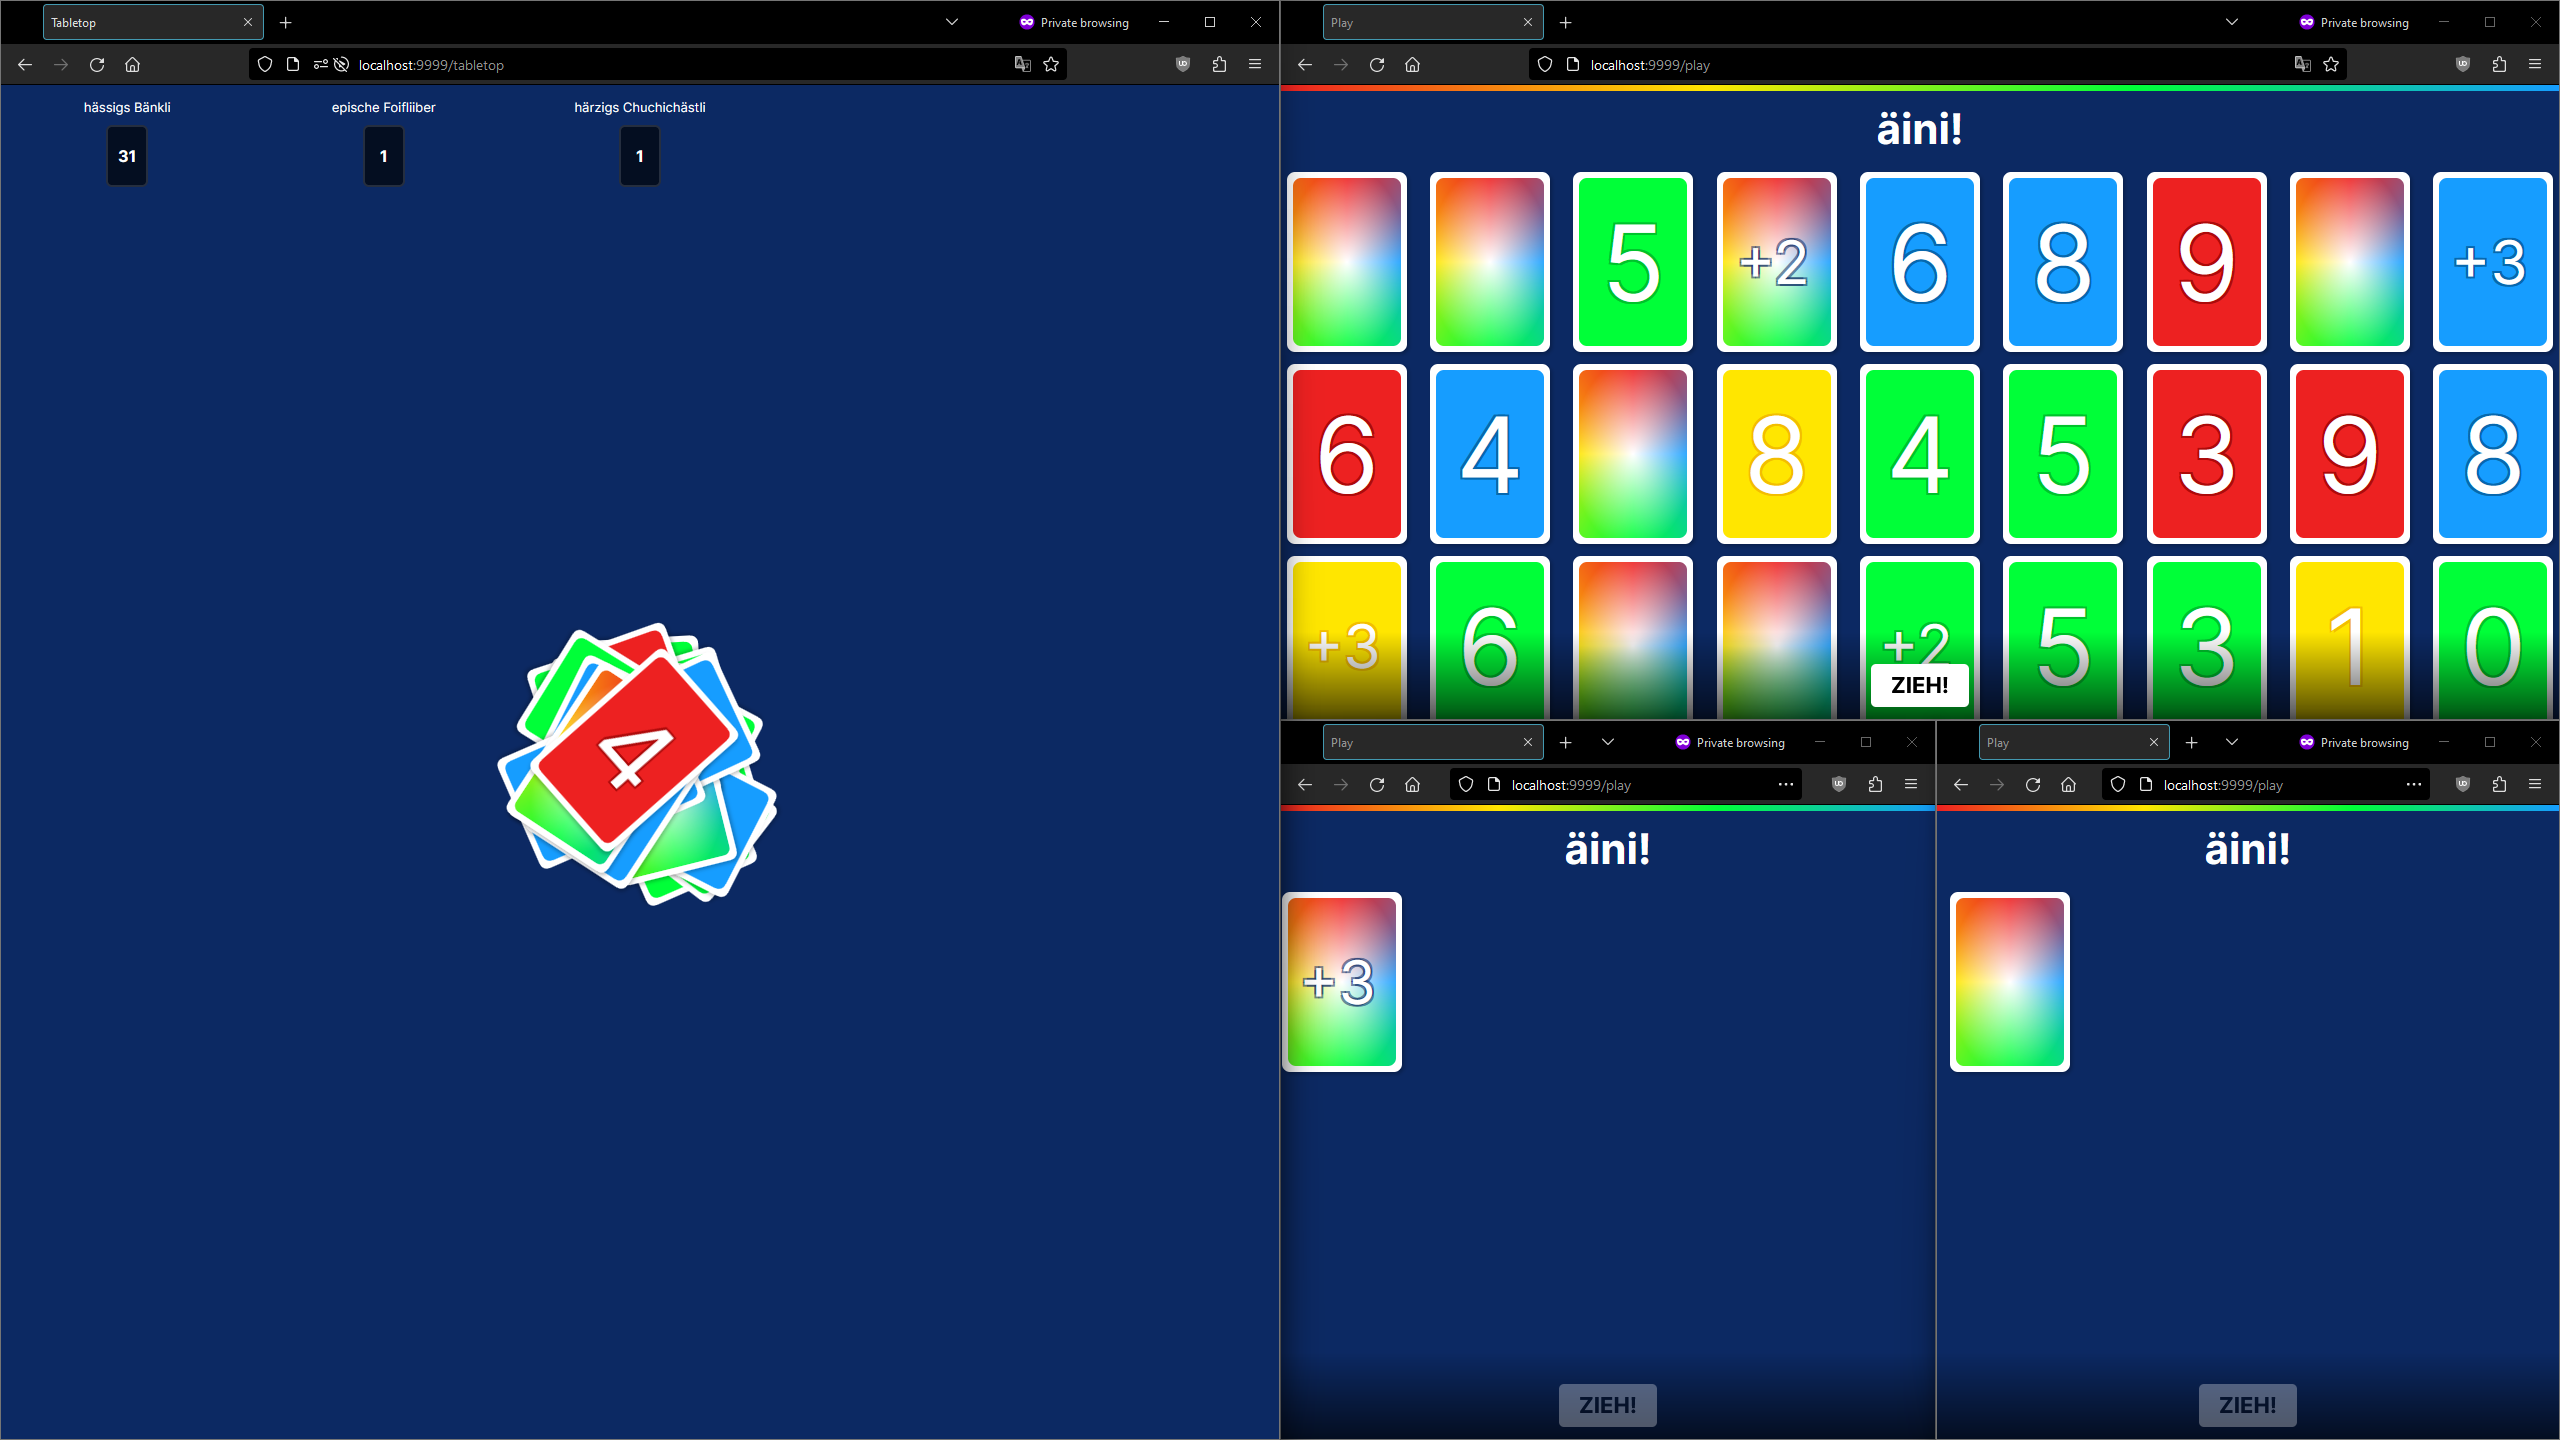 Tabletop
Private browsing
localhost:9999/tabletop
hässigs Bänkli
epische Foifliiber
härzigs Chuchichästli
31
1
1
4
Play
Private browsing
localhost:9999/play
äini!
5
+2
6
8
9
+3
6
4
8
4
5
3
9
8
+3
6
+2
5
3
1
0
ZIEH!
Play
Private browsing
localhost:9999/play
äini!
+3
ZIEH!
Play
Private browsing
localhost:9999/play
äini!
ZIEH!